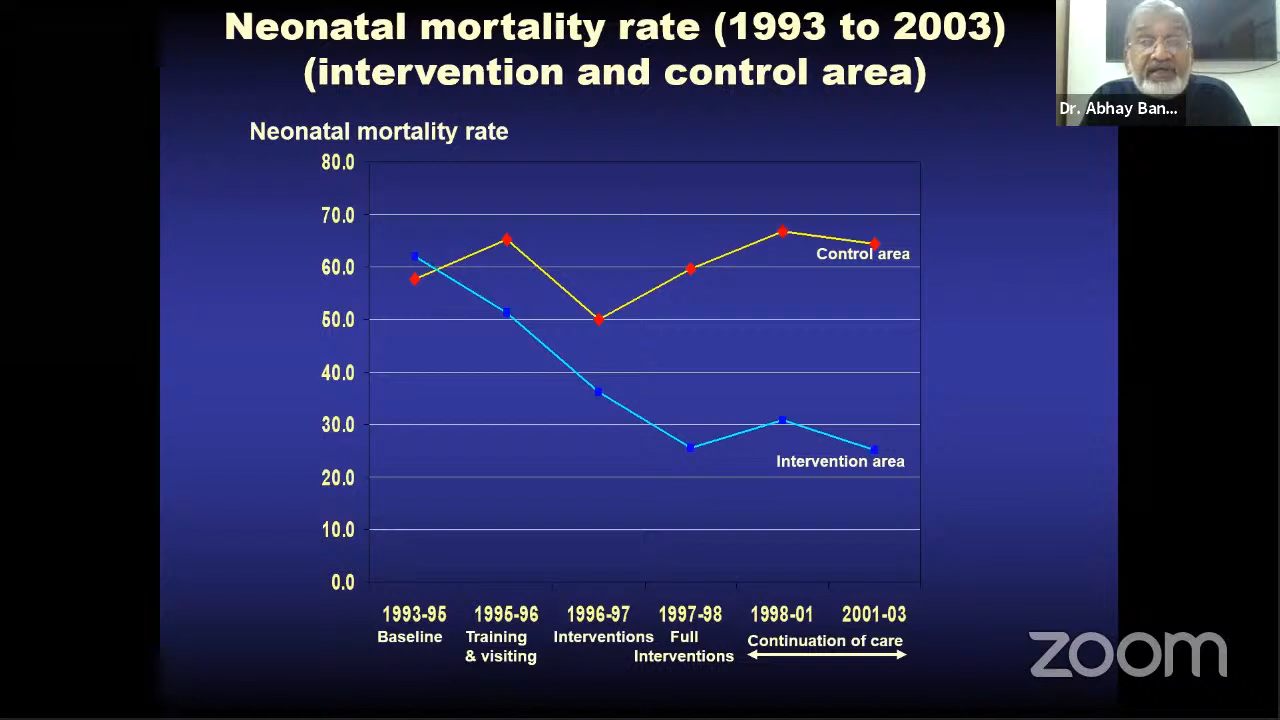 Neonatal mortality rate (1993 to 2003)
(intervention and control area)
Dr. Abhay Ban...
Neonatal mortality rate
80.0
70.0
60.0
50.0
40.0
30.0
20.0
10.0
0.0
Control area
Intervention area
1993-95 1995-96 1996-97 1997-98 1998-01 2001-03
Baseline Training Interventions Full Continuation of care
& visiting Interventions
zoom